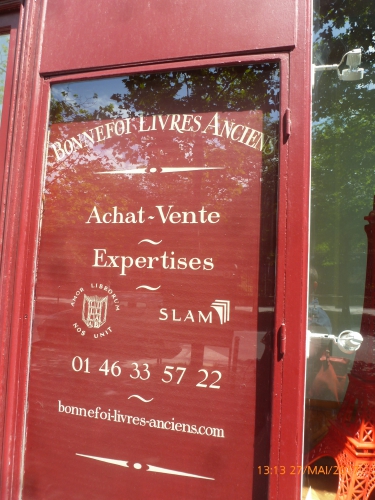 BONNEFOI LIVRES ANCIENS
Achat - Vente
~
Expertises
~
AMOR LIBRORUM
NOS UNIT
SLAM
01 46 33 57 22
~
bonnefoi-livres-anciens.com
13:13 27/MAI/